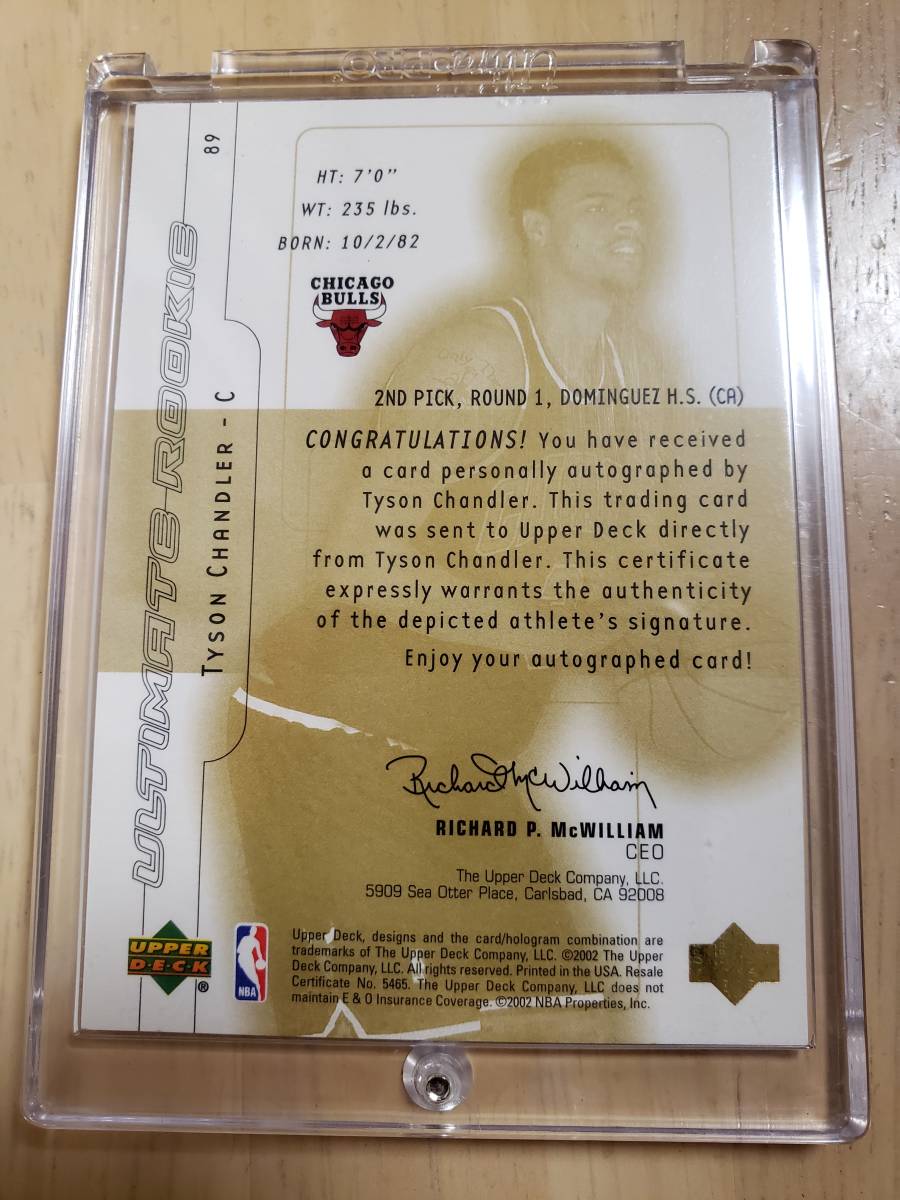 ultra·PRO
89
ULTIMATE ROOKIE
TYSON CHANDLER - C
HT: 7'0"
WT: 235 lbs.
BORN: 10/2/82
CHICAGO
BULLS
2ND PICK, ROUND 1, DOMINGUEZ H.S. (CA)
CONGRATULATIONS! You have received
a card personally autographed by
Tyson Chandler. This trading card
was sent to Upper Deck directly
from Tyson Chandler. This certificate
expressly warrants the authenticity
of the depicted athlete's signature.
Enjoy your autographed card!
Richard McWilliam
RICHARD P. McWILLIAM
CEO
The Upper Deck Company, LLC.
5909 Sea Otter Place, Carlsbad, CA 92008
UPPER
D·E·C·K
®
NBA
Upper Deck, designs and the card/hologram combination are
trademarks of The Upper Deck Company, LLC. ©2002 The Upper
Deck Company, LLC. All rights reserved. Printed in the USA. Resale
Certificate No. 5465. The Upper Deck Company, LLC does not
maintain E & O Insurance Coverage. ©2002 NBA Properties, Inc.